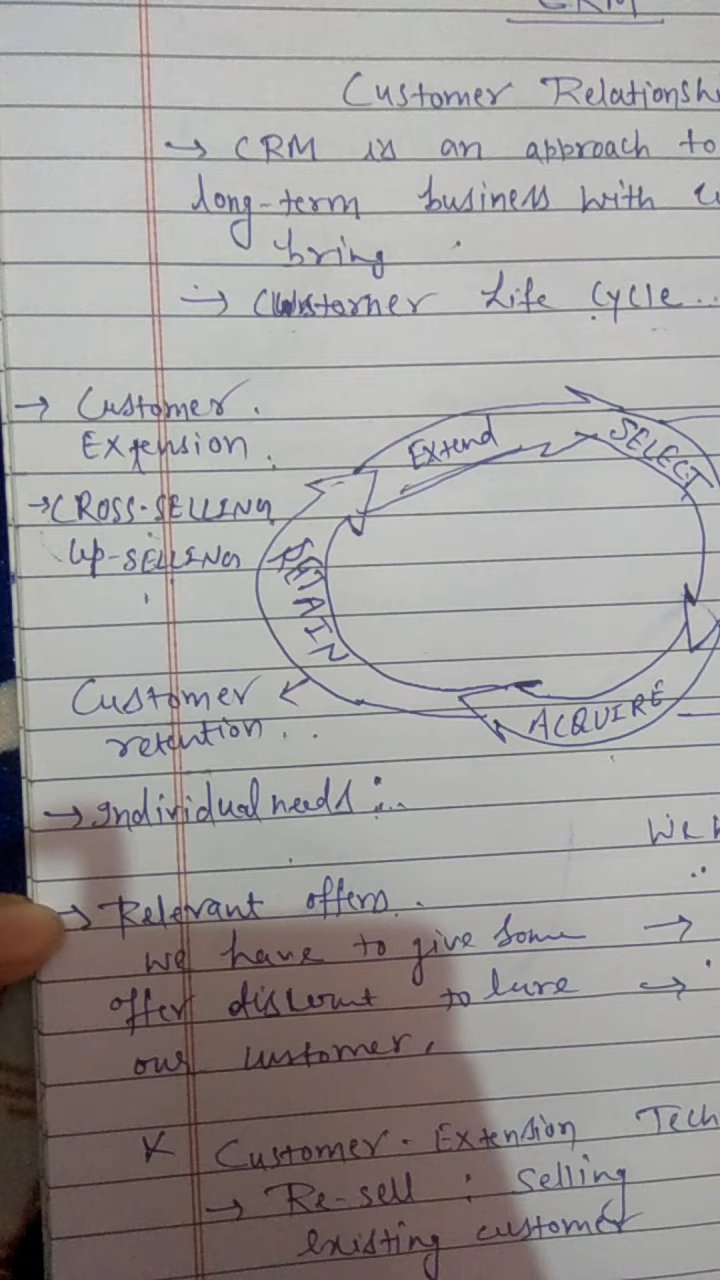 CRM
Customer Relationsh
→ CRM is an approach to
long-term business with
bring
→ Customer Life Cycle..
→ Customer.
Extension.
→ CROSS-SELLING
Up-SELLING
Extend
SELECT
RETAIN
ACQUIRE
Customer
retention..
→ Individual needs:..
We h
→ Relevant offers..
we have to give some →
offer discount to lure →
our customer.
X Customer-Extension Tech
→ Re-sell : Selling
existing customer